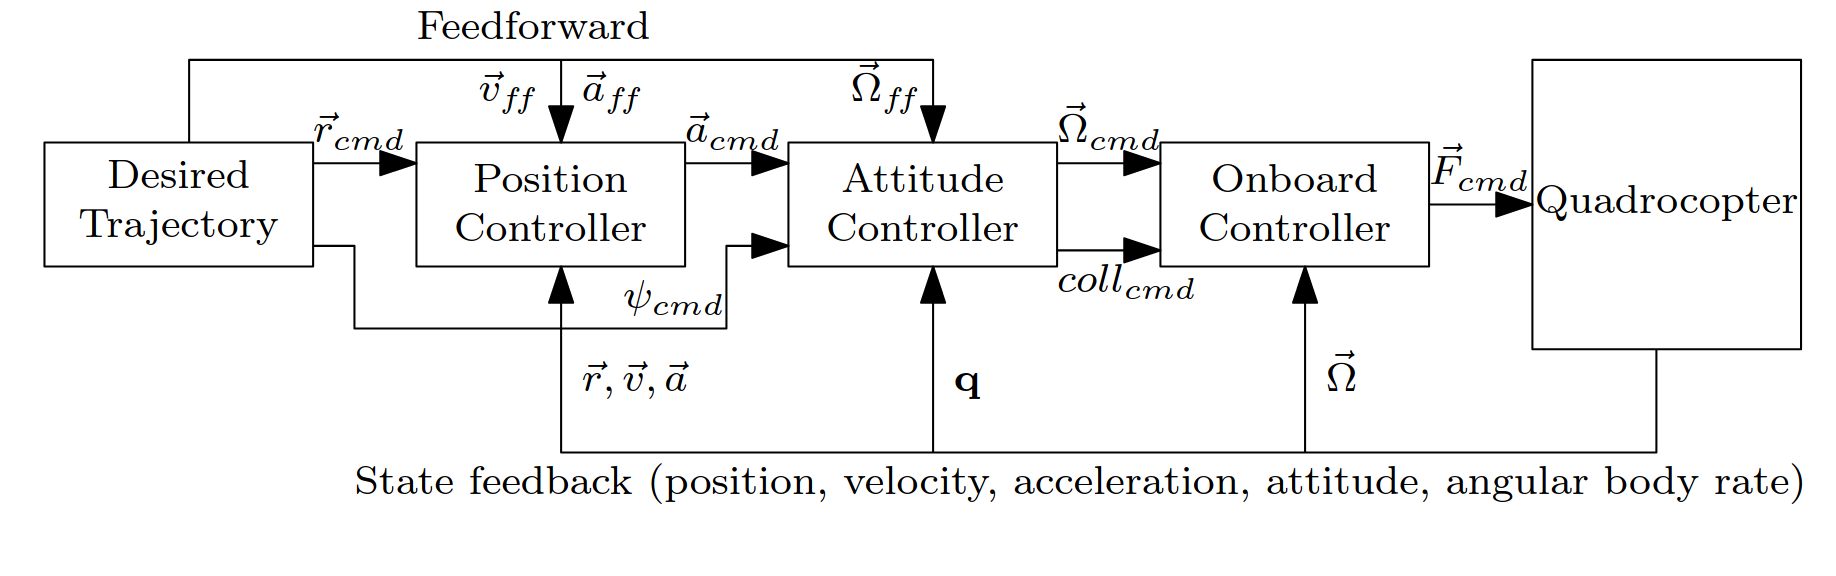 Feedforward
$\vec{v}_{ff}$ $\vec{a}_{ff}$ $\vec{\Omega}_{ff}$
$\vec{r}_{cmd}$ $\vec{a}_{cmd}$ $\vec{\Omega}_{cmd}$ $\vec{F}_{cmd}$
Desired
Trajectory
Position
Controller
Attitude
Controller
Onboard
Controller
Quadrocopter
$\psi_{cmd}$ $coll_{cmd}$
$\vec{r}, \vec{v}, \vec{a}$ $\mathbf{q}$ $\vec{\Omega}$
State feedback (position, velocity, acceleration, attitude, angular body rate)